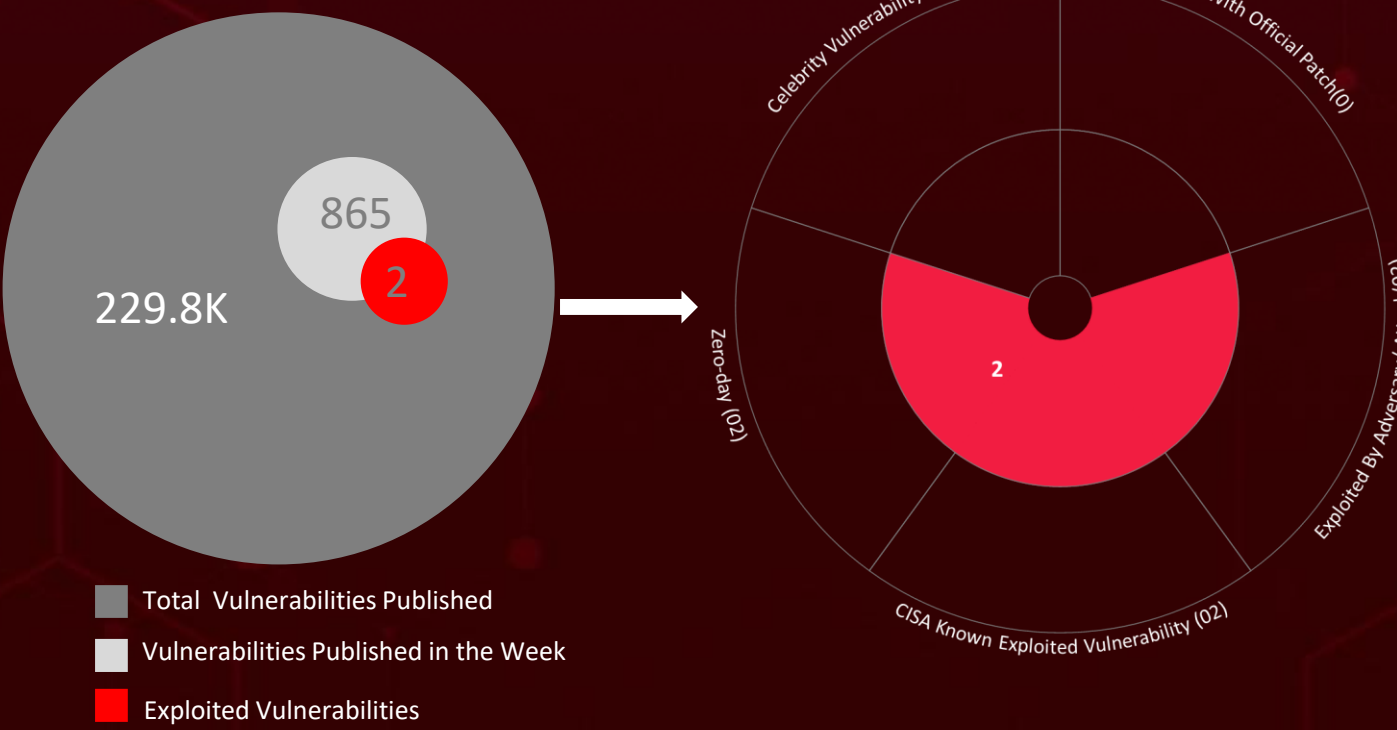 229.8K
865
2
Total Vulnerabilities Published
Vulnerabilities Published in the Week
Exploited Vulnerabilities
Celebrity Vulnerability
With Official Patch(0)
Zero-day (02)
2
Exploited By Adversary
CISA Known Exploited Vulnerability (02)